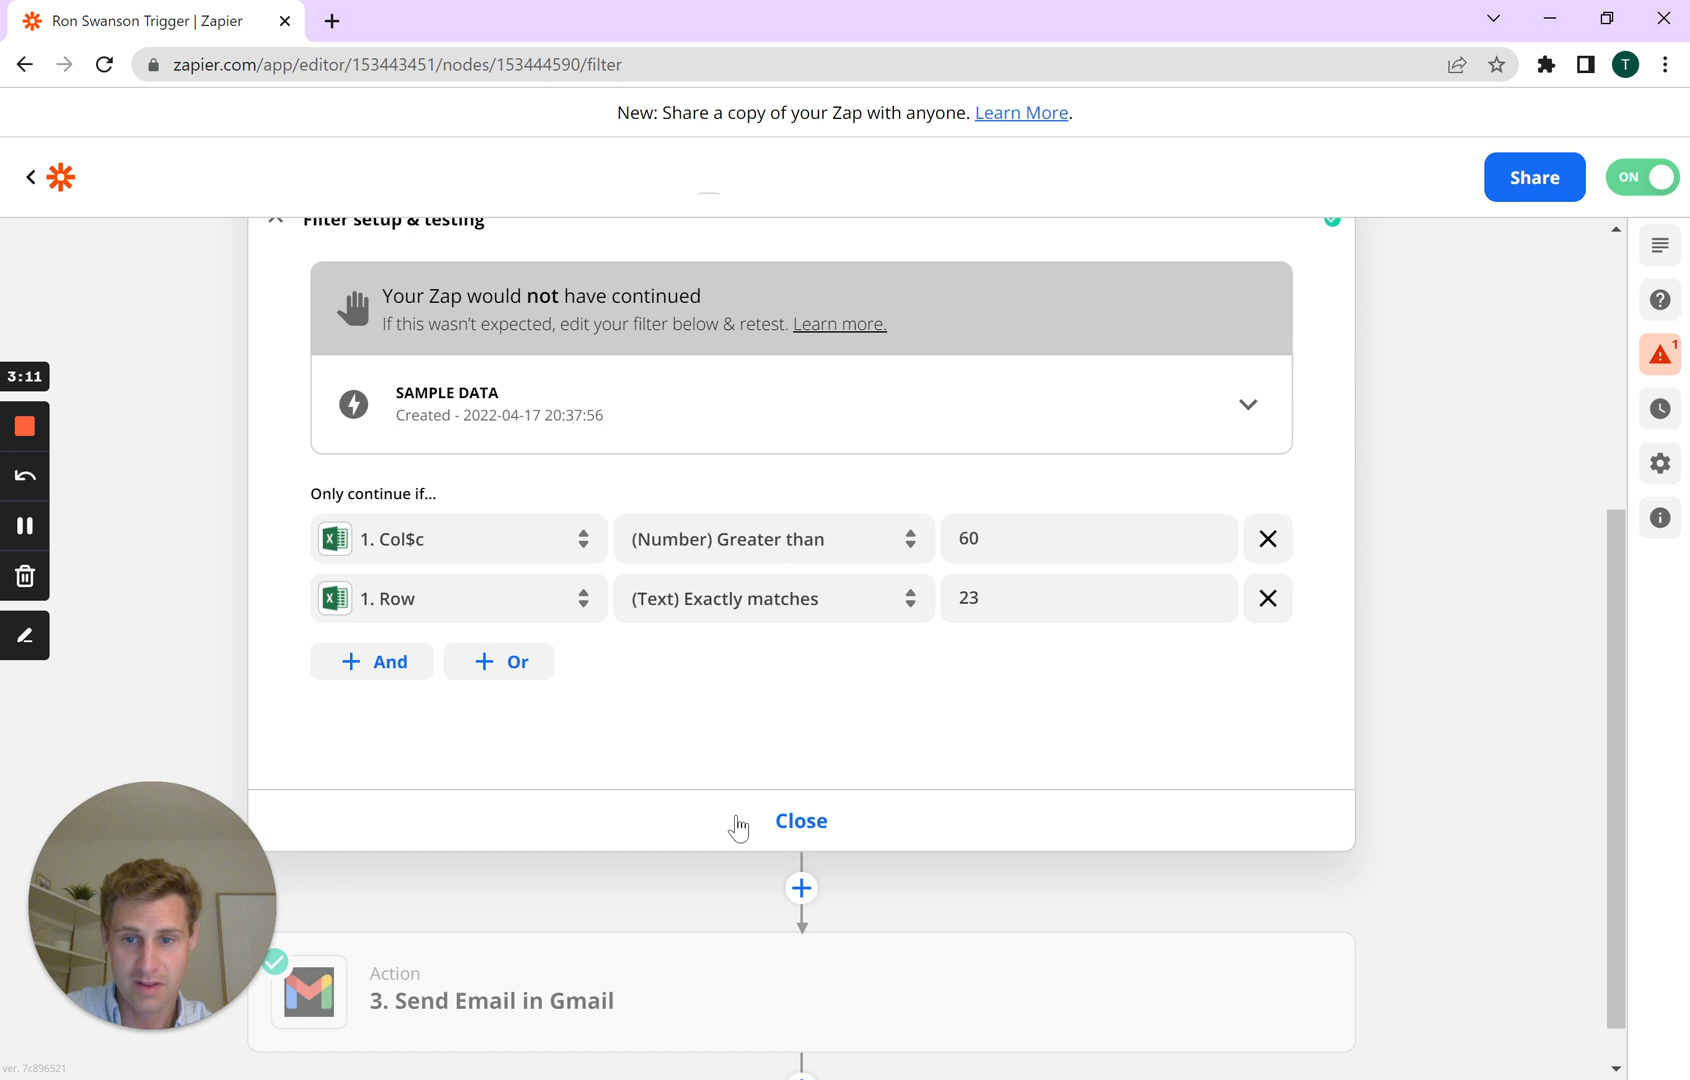 Ron Swanson Trigger | Zapier
zapier.com/app/editor/153443451/nodes/153444590/filter
T
New: Share a copy of your Zap with anyone. Learn More.
Share
ON
Filter setup & testing
Your Zap would not have continued
If this wasn't expected, edit your filter below & retest. Learn more.
1
3:11
SAMPLE DATA
Created - 2022-04-17 20:37:56
Only continue if...
1. Col$c
(Number) Greater than
60
1. Row
(Text) Exactly matches
23
+ And
+ Or
Close
Action
3. Send Email in Gmail
ver. 7c896521